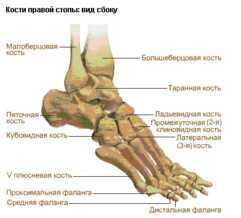 Кости правой стопы: вид сбоку
Малоберцовая
кость
Большеберцовая кость
Таранная кость
Пяточная
кость
Ладьевидная кость
Промежуточная (2-я)
клиновидная кость
Кубовидная кость
Латеральная
(3-я) кость
V плюсневая кость
Проксимальная фаланга
Средняя фаланга
Дистальная фаланга